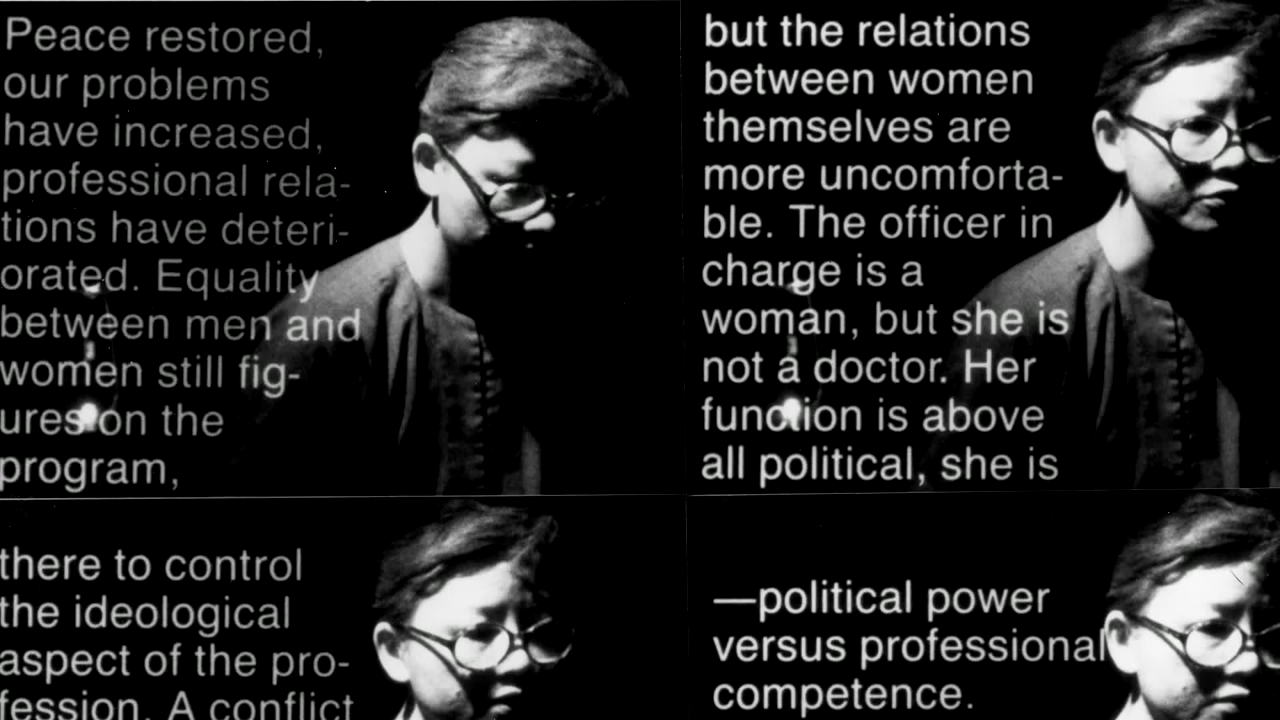 Peace restored,
our problems
have increased,
professional rela-
tions have deteri-
orated. Equality
between men and
women still fig-
ures on the
program,
but the relations
between women
themselves are
more uncomforta-
ble. The officer in
charge is a
woman, but she is
not a doctor. Her
function is above
all political, she is
there to control
the ideological
aspect of the pro-
fession. A conflict
—political power
versus professional
competence.